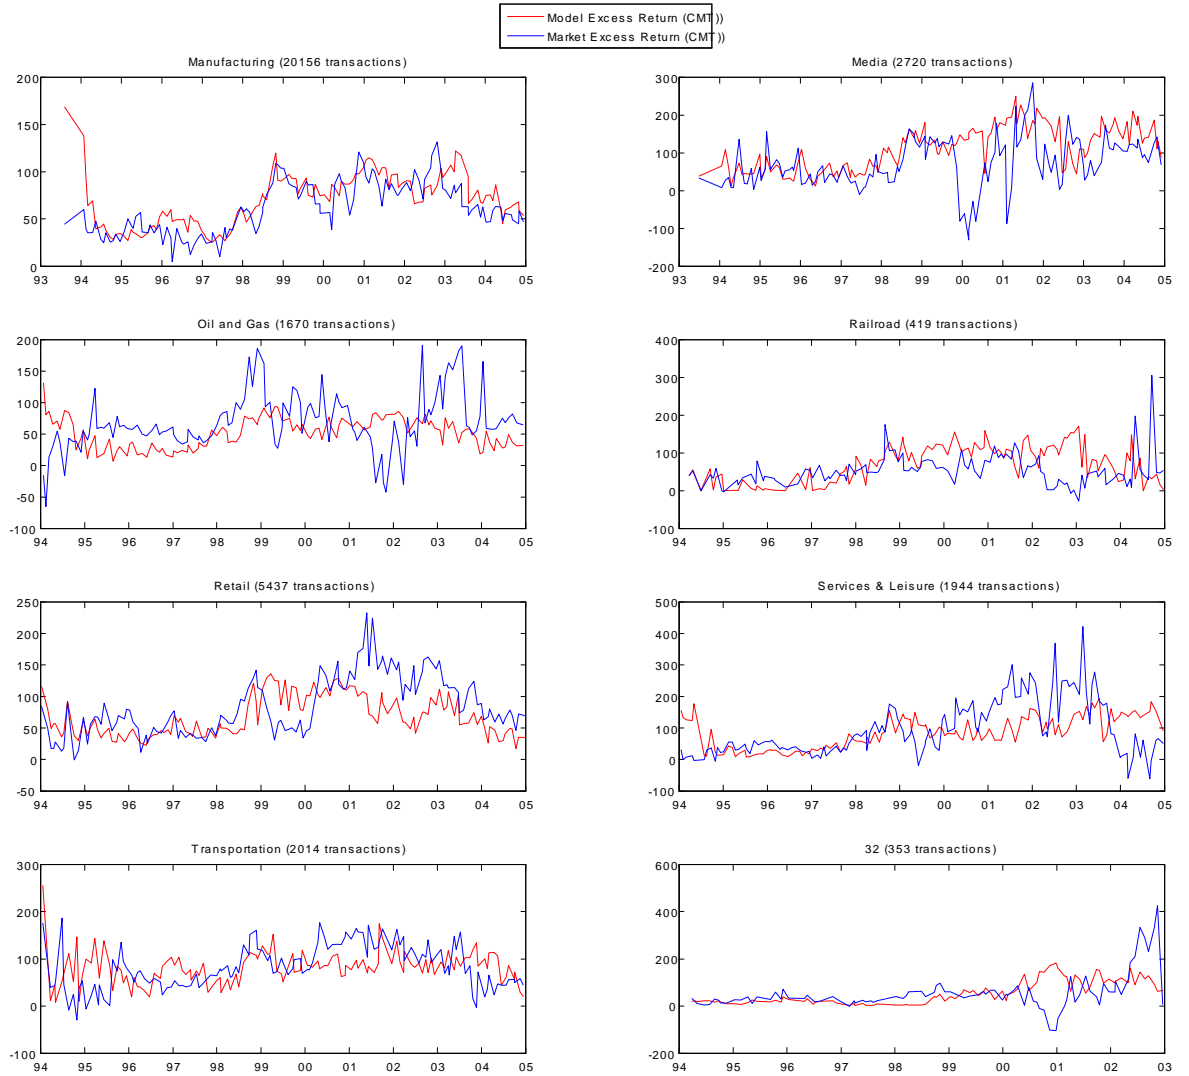 Model Excess Return (CMT))
Market Excess Return (CMT))
Manufacturing (20156 transactions)
200
150
100
50
0
93 94 95 96 97 98 99 00 01 02 03 04 05
Media (2720 transactions)
300
200
100
0
-100
-200
93 94 95 96 97 98 99 00 01 02 03 04 05
Oil and Gas (1670 transactions)
200
150
100
50
0
-50
-100
94 95 96 97 98 99 00 01 02 03 04 05
Railroad (419 transactions)
400
300
200
100
0
-100
94 95 96 97 98 99 00 01 02 03 04 05
Retail (5437 transactions)
250
200
150
100
50
0
-50
94 95 96 97 98 99 00 01 02 03 04 05
Services & Leisure (1944 transactions)
500
400
300
200
100
0
-100
94 95 96 97 98 99 00 01 02 03 04 05
Transportation (2014 transactions)
300
200
100
0
-100
94 95 96 97 98 99 00 01 02 03 04 05
32 (353 transactions)
600
400
200
0
-200
94 95 96 97 98 99 00 01 02 03